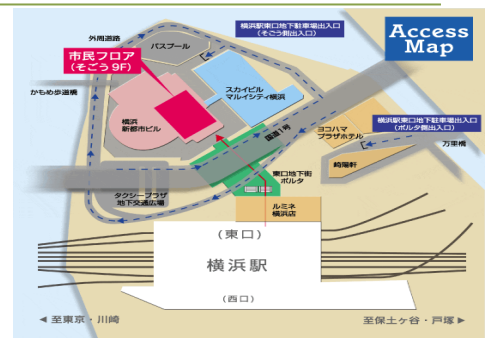 外周道路
バスプール
横浜駅東口地下駐車場出入口
(そごう側出入口)
Access
Map
市民フロア
(そごう9F)
かもめ歩道橋
スカイビル
マルイシティ横浜
横浜
新都市ビル
国道1号
ヨコハマ
プラザホテル
横浜駅東口地下駐車場出入口
(ポルタ側出入口)
万里橋
崎陽軒
東口地下街
ポルタ
タクシープラザ
地下交通広場
ルミネ
横浜店
(東口)
横浜駅
(西口)
◀至東京・川崎
至保土ヶ谷・戸塚▶